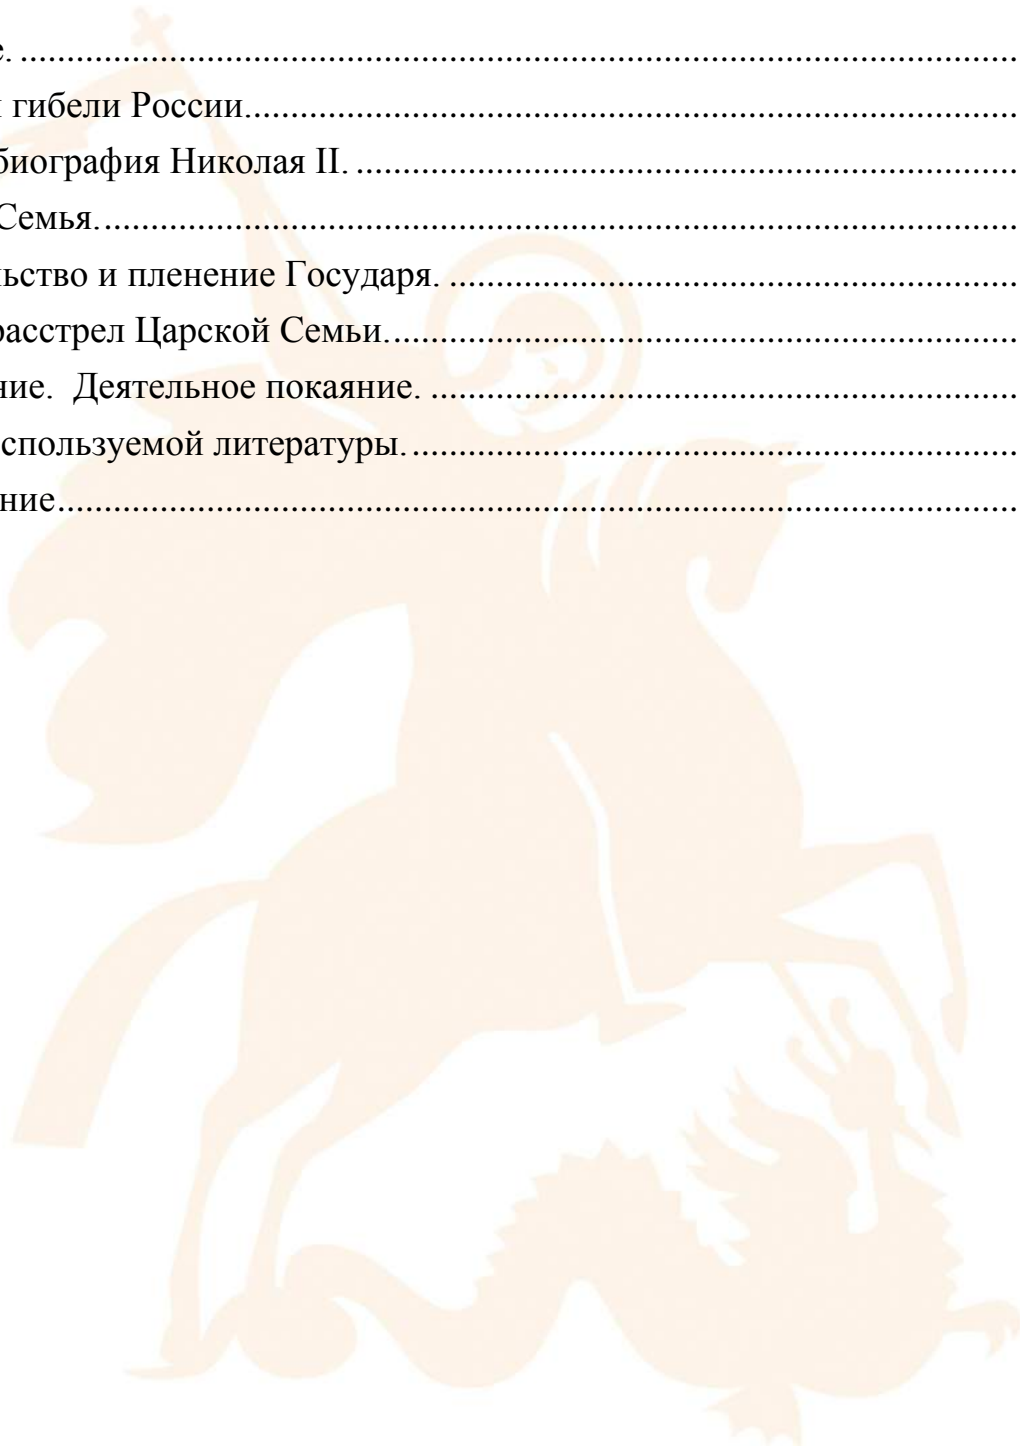 е. ........................................................................................................
и гибели России...............................................................................
биография Николая II. ....................................................................
Семья................................................................................................
льство и пленение Государя. ..........................................................
расстрел Царской Семьи.................................................................
ние.  Деятельное покаяние. .............................................................
спользуемой литературы. ...............................................................
ние.....................................................................................................